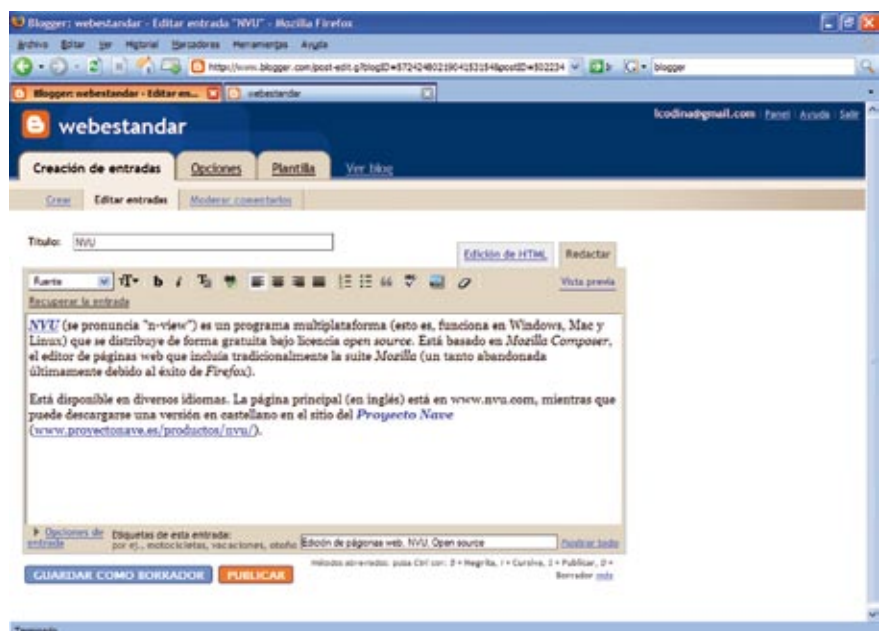 Blogger: webestandar - Editar entrada "NVU" - Mozilla Firefox
Archivo Editar Ver Historial Marcadores Herramientas Ayuda
blogger
Blogger: webestandar - Editar en... webestandar
lcodina@gmail.com Panel Ayuda Salir
webestandar
Creación de entradas Opciones Plantilla Ver blog
Crear Editar entradas Moderar comentarios
Título: NVU
Edición de HTML Redactar
Fuente Vista previa
Recuperar la entrada
NVU (se pronuncia "n-view") es un programa multiplataforma (esto es, funciona en Windows, Mac y
Linux) que se distribuye de forma gratuita bajo licencia open source. Está basado en Mozilla Composer,
el editor de páginas web que incluía tradicionalmente la suite Mozilla (un tanto abandonada
últimamente debido al éxito de Firefox).
Está disponible en diversos idiomas. La página principal (en inglés) está en www.nvu.com, mientras que
puede descargarse una versión en castellano en el sitio del Proyecto Nave
(www.proyectonave.es/productos/nvu/).
Opciones de entrada
Etiquetas de esta entrada:
por ej., motocicletas, vacaciones, otoño Edición de páginas web, NVU, Open source Mostrar todo
GUARDAR COMO BORRADOR PUBLICAR
Métodos abreviados: pulsa Ctrl con: B = Negrita, I = Cursiva, = Publicar, D =
Borrador más